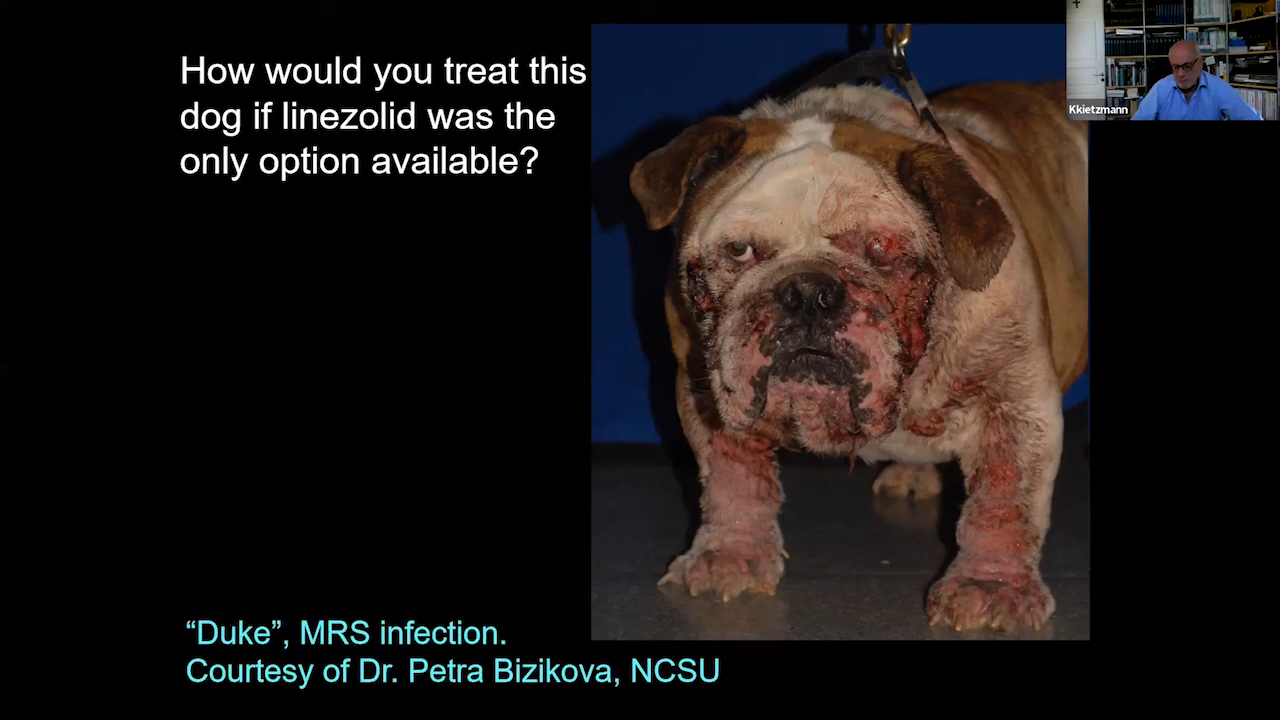 How would you treat this
dog if linezolid was the
only option available?
Kkietzmann
“Duke”, MRS infection.
Courtesy of Dr. Petra Bizikova, NCSU